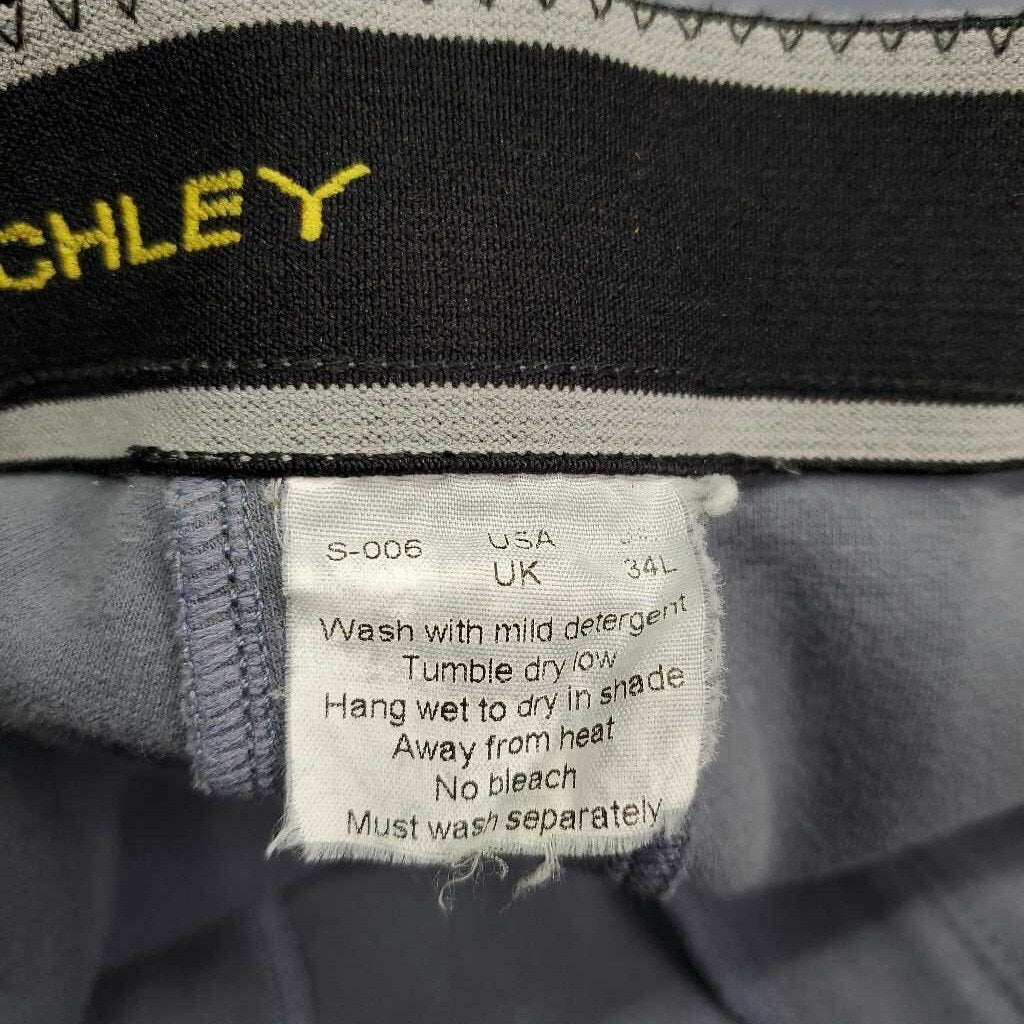 CHLEY
S-006 USA
UK 34L
Wash with mild detergent
Tumble dry low
Hang wet to dry in shade
Away from heat
No bleach
Must wash separately